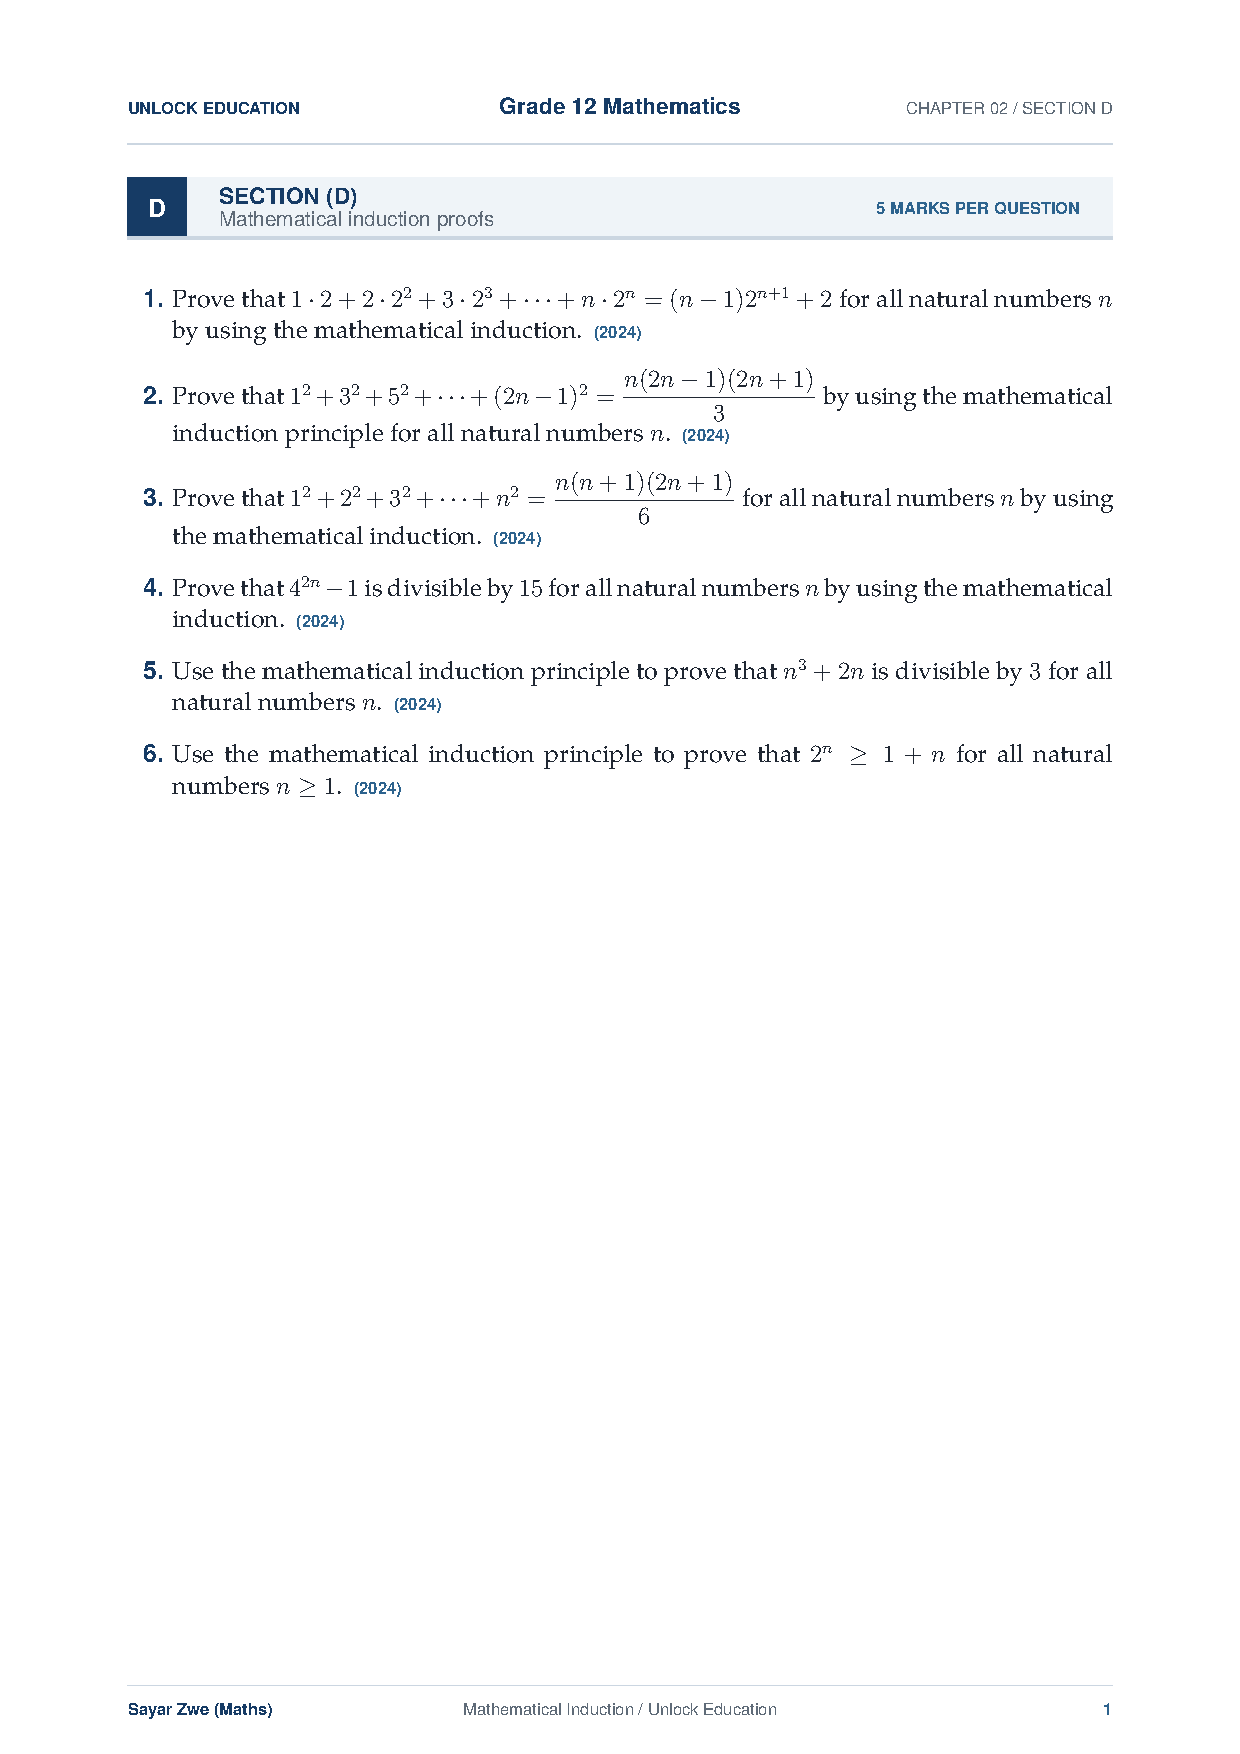 UNLOCK EDUCATION Grade 12 Mathematics CHAPTER 02 / SECTION D
D SECTION (D) 5 MARKS PER QUESTION
Mathematical induction proofs
1. Prove that 1 · 2 + 2 · 2² + 3 · 2³ + ··· + n · 2ⁿ = (n − 1)2ⁿ⁺¹ + 2 for all natural numbers n
by using the mathematical induction. (2024)
2. Prove that 1² + 3² + 5² + ··· + (2n − 1)² = n(2n − 1)(2n + 1)/3 by using the mathematical
induction principle for all natural numbers n. (2024)
3. Prove that 1² + 2² + 3² + ··· + n² = n(n + 1)(2n + 1)/6 for all natural numbers n by using
the mathematical induction. (2024)
4. Prove that 4²ⁿ − 1 is divisible by 15 for all natural numbers n by using the mathematical
induction. (2024)
5. Use the mathematical induction principle to prove that n³ + 2n is divisible by 3 for all
natural numbers n. (2024)
6. Use the mathematical induction principle to prove that 2ⁿ ≥ 1 + n for all natural
numbers n ≥ 1. (2024)
Sayar Zwe (Maths) Mathematical Induction / Unlock Education 1